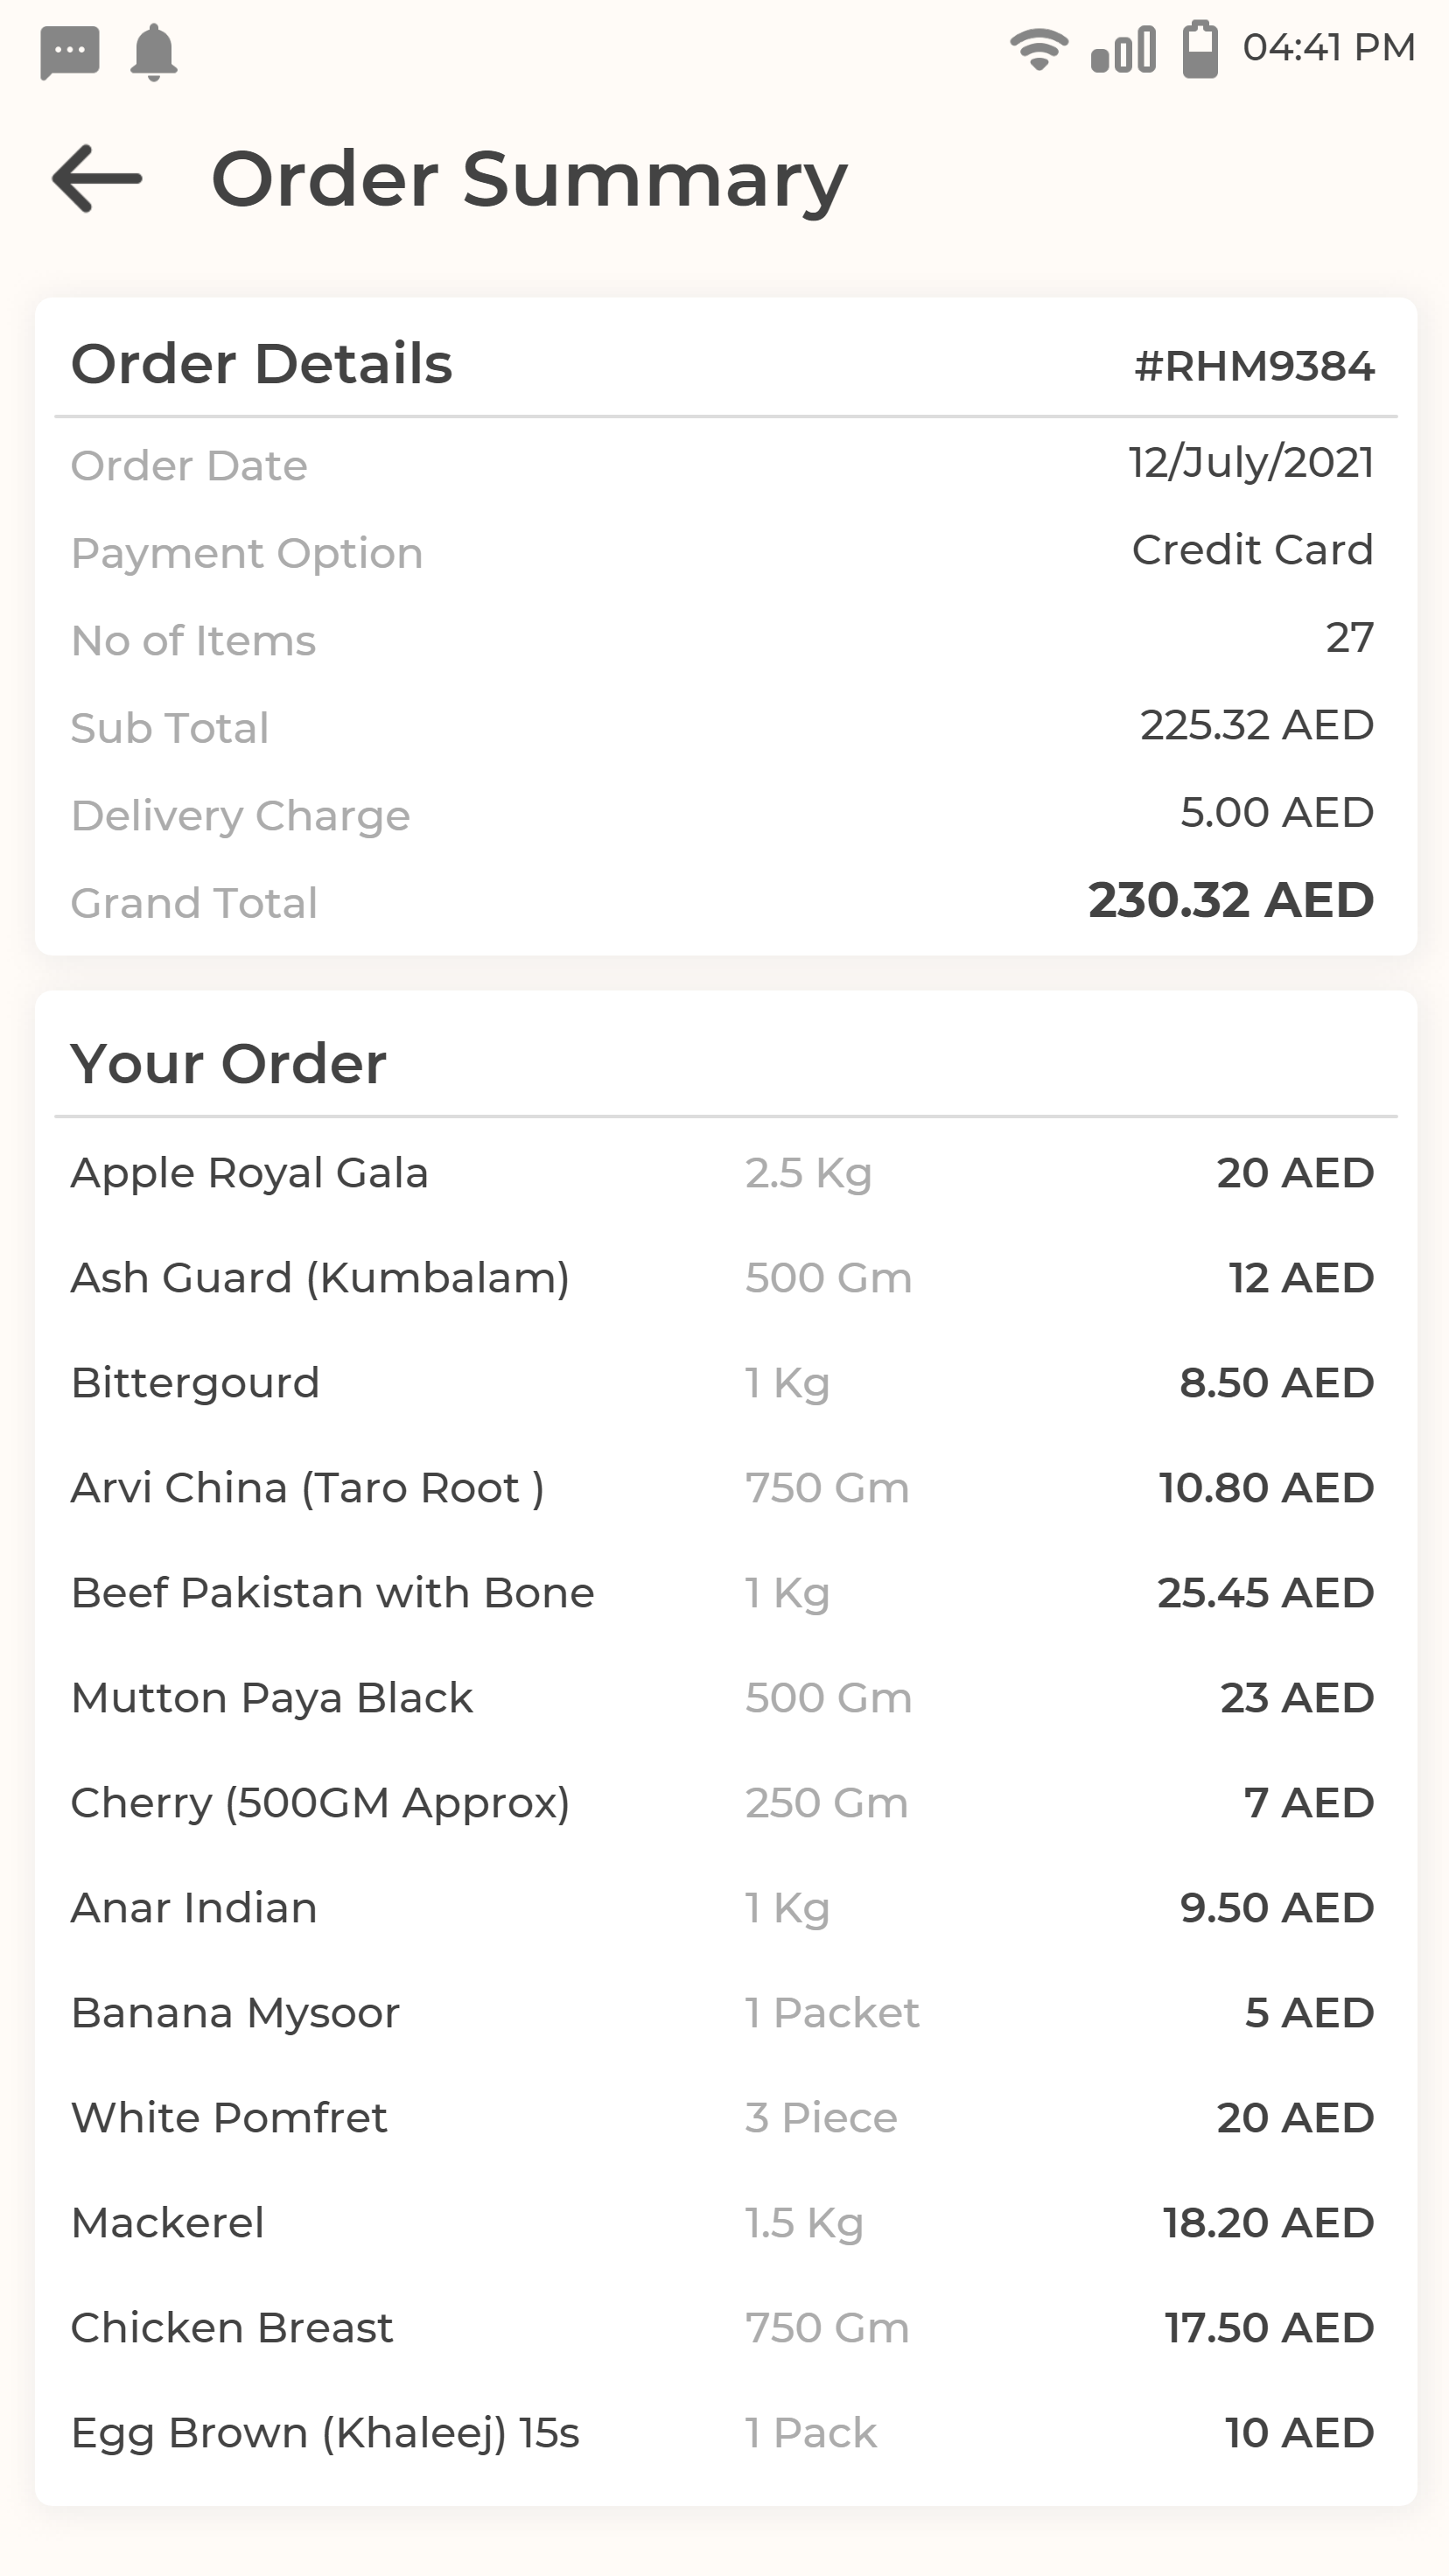 04:41 PM
Order Summary
Order Details #RHM9384
Order Date 12/July/2021
Payment Option Credit Card
No of Items 27
Sub Total 225.32 AED
Delivery Charge 5.00 AED
Grand Total 230.32 AED
Your Order
Apple Royal Gala 2.5 Kg 20 AED
Ash Guard (Kumbalam) 500 Gm 12 AED
Bittergourd 1 Kg 8.50 AED
Arvi China (Taro Root ) 750 Gm 10.80 AED
Beef Pakistan with Bone 1 Kg 25.45 AED
Mutton Paya Black 500 Gm 23 AED
Cherry (500GM Approx) 250 Gm 7 AED
Anar Indian 1 Kg 9.50 AED
Banana Mysoor 1 Packet 5 AED
White Pomfret 3 Piece 20 AED
Mackerel 1.5 Kg 18.20 AED
Chicken Breast 750 Gm 17.50 AED
Egg Brown (Khaleej) 15s 1 Pack 10 AED